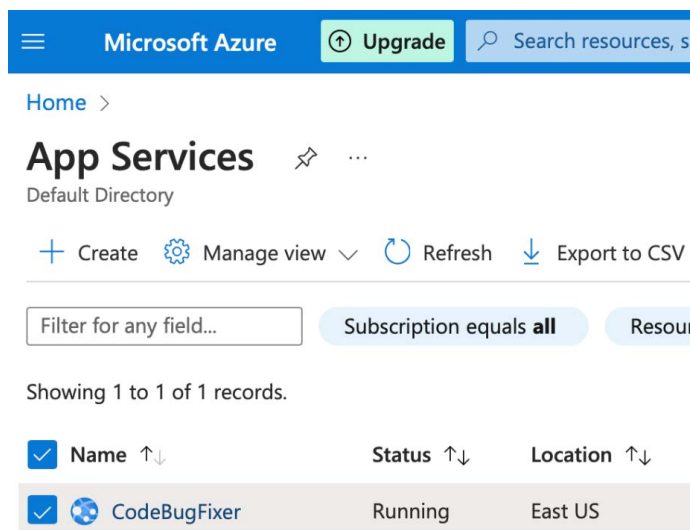 Microsoft Azure Upgrade Search resources, s
Home >
App Services ...
Default Directory
+ Create Manage view Refresh Export to CSV
Filter for any field... Subscription equals all Resour
Showing 1 to 1 of 1 records.
Name ↑↓ Status ↑↓ Location ↑↓
CodeBugFixer Running East US